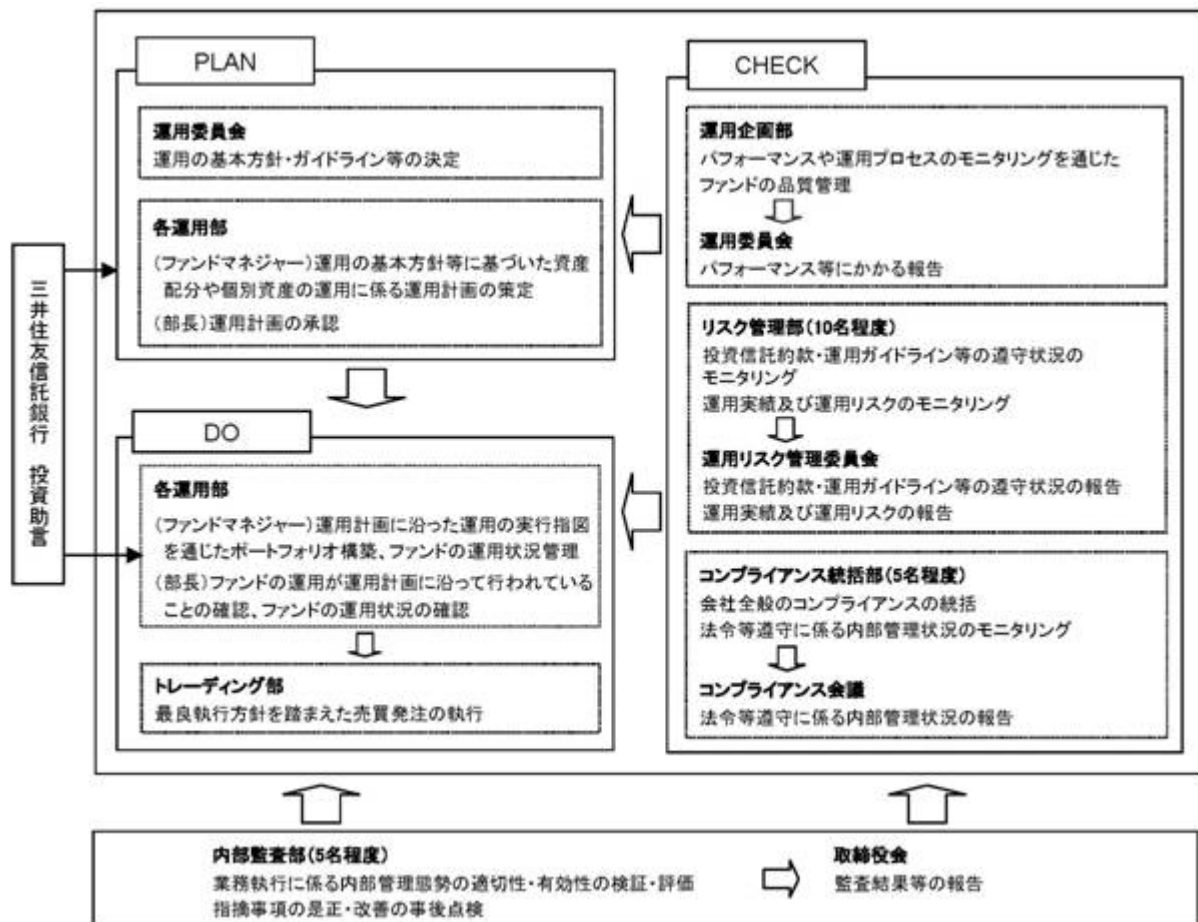 PLAN
運用委員会
運用の基本方針・ガイドライン等の決定
各運用部
(ファンドマネジャー)運用の基本方針等に基づいた資産
配分や個別資産の運用に係る運用計画の策定
(部長)運用計画の承認
三井住友信託銀行 投資助言
DO
各運用部
(ファンドマネジャー)運用計画に沿った運用の実行指図
を通じたポートフォリオ構築、ファンドの運用状況管理
(部長)ファンドの運用が運用計画に沿って行われている
ことの確認、ファンドの運用状況の確認
トレーディング部
最良執行方針を踏まえた売買発注の執行
CHECK
運用企画部
パフォーマンスや運用プロセスのモニタリングを通じた
ファンドの品質管理
運用委員会
パフォーマンス等にかかる報告
リスク管理部(10名程度)
投資信託約款・運用ガイドライン等の遵守状況の
モニタリング
運用実績及び運用リスクのモニタリング
運用リスク管理委員会
投資信託約款・運用ガイドライン等の遵守状況の報告
運用実績及び運用リスクの報告
コンプライアンス統括部(5名程度)
会社全般のコンプライアンスの統括
法令等遵守に係る内部管理状況のモニタリング
コンプライアンス会議
法令等遵守に係る内部管理状況の報告
内部監査部(5名程度)
業務執行に係る内部管理態勢の適切性・有効性の検証・評価
指摘事項の是正・改善の事後点検
取締役会
監査結果等の報告